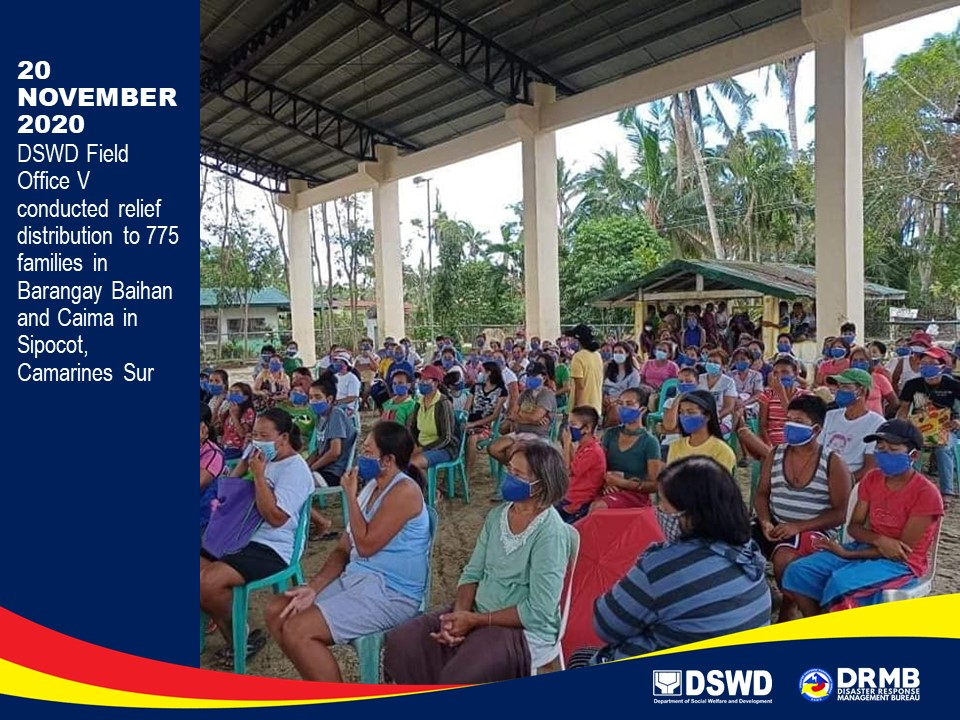 20
NOVEMBER
2020
DSWD Field
Office V
conducted relief
distribution to 775
families in
Barangay Baihan
and Caima in
Sipocot,
Camarines Sur
DSWD
Department of Social Welfare and Development
DRMB
DISASTER RESPONSE
MANAGEMENT BUREAU